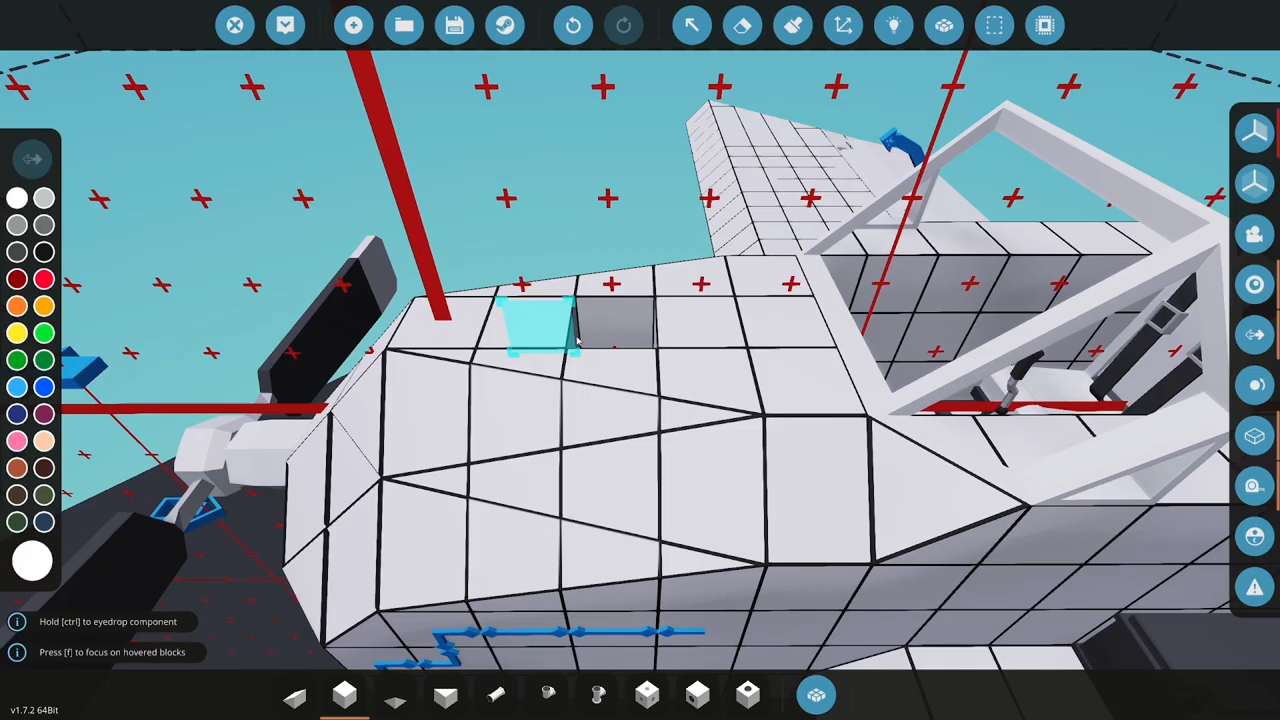 Hold [ctrl] to eyedrop component
Press [f] to focus on hovered blocks
v1.7.2 64Bit